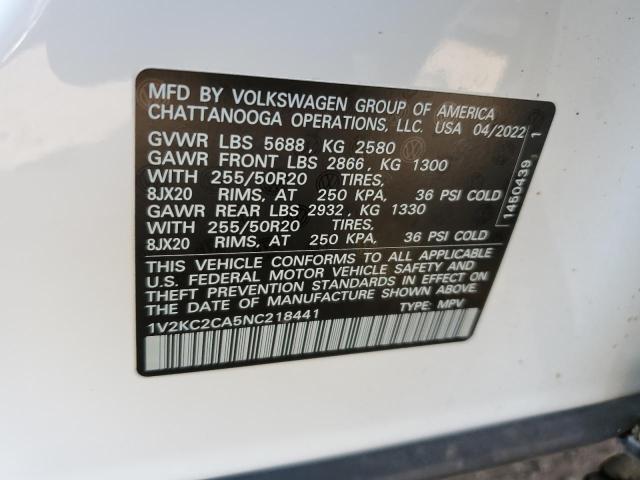 MFD BY VOLKSWAGEN GROUP OF AMERICA
CHATTANOOGA OPERATIONS, LLC. USA 04/2022
GVWR LBS 5688, KG 2580
GAWR FRONT LBS 2866, KG 1300
WITH 255/50R20 TIRES,
8JX20 RIMS, AT 250 KPA, 36 PSI COLD
GAWR REAR LBS 2932, KG 1330
WITH 255/50R20 TIRES,
8JX20 RIMS, AT 250 KPA, 36 PSI COLD
THIS VEHICLE CONFORMS TO ALL APPLICABLE
U.S. FEDERAL MOTOR VEHICLE SAFETY AND
THEFT PREVENTION STANDARDS IN EFFECT ON
THE DATE OF MANUFACTURE SHOWN ABOVE.
1V2KC2CA5NC218441 TYPE: MPV
1450439 1